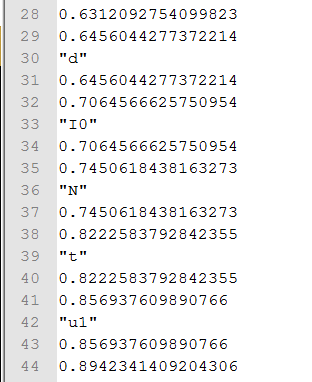 28 0.6312092754099823
29 0.6456044277372214
30 "d"
31 0.6456044277372214
32 0.7064566625750954
33 "I0"
34 0.7064566625750954
35 0.7450618438163273
36 "N"
37 0.7450618438163273
38 0.8222583792842355
39 "t"
40 0.8222583792842355
41 0.856937609890766
42 "u1"
43 0.856937609890766
44 0.8942341409204306